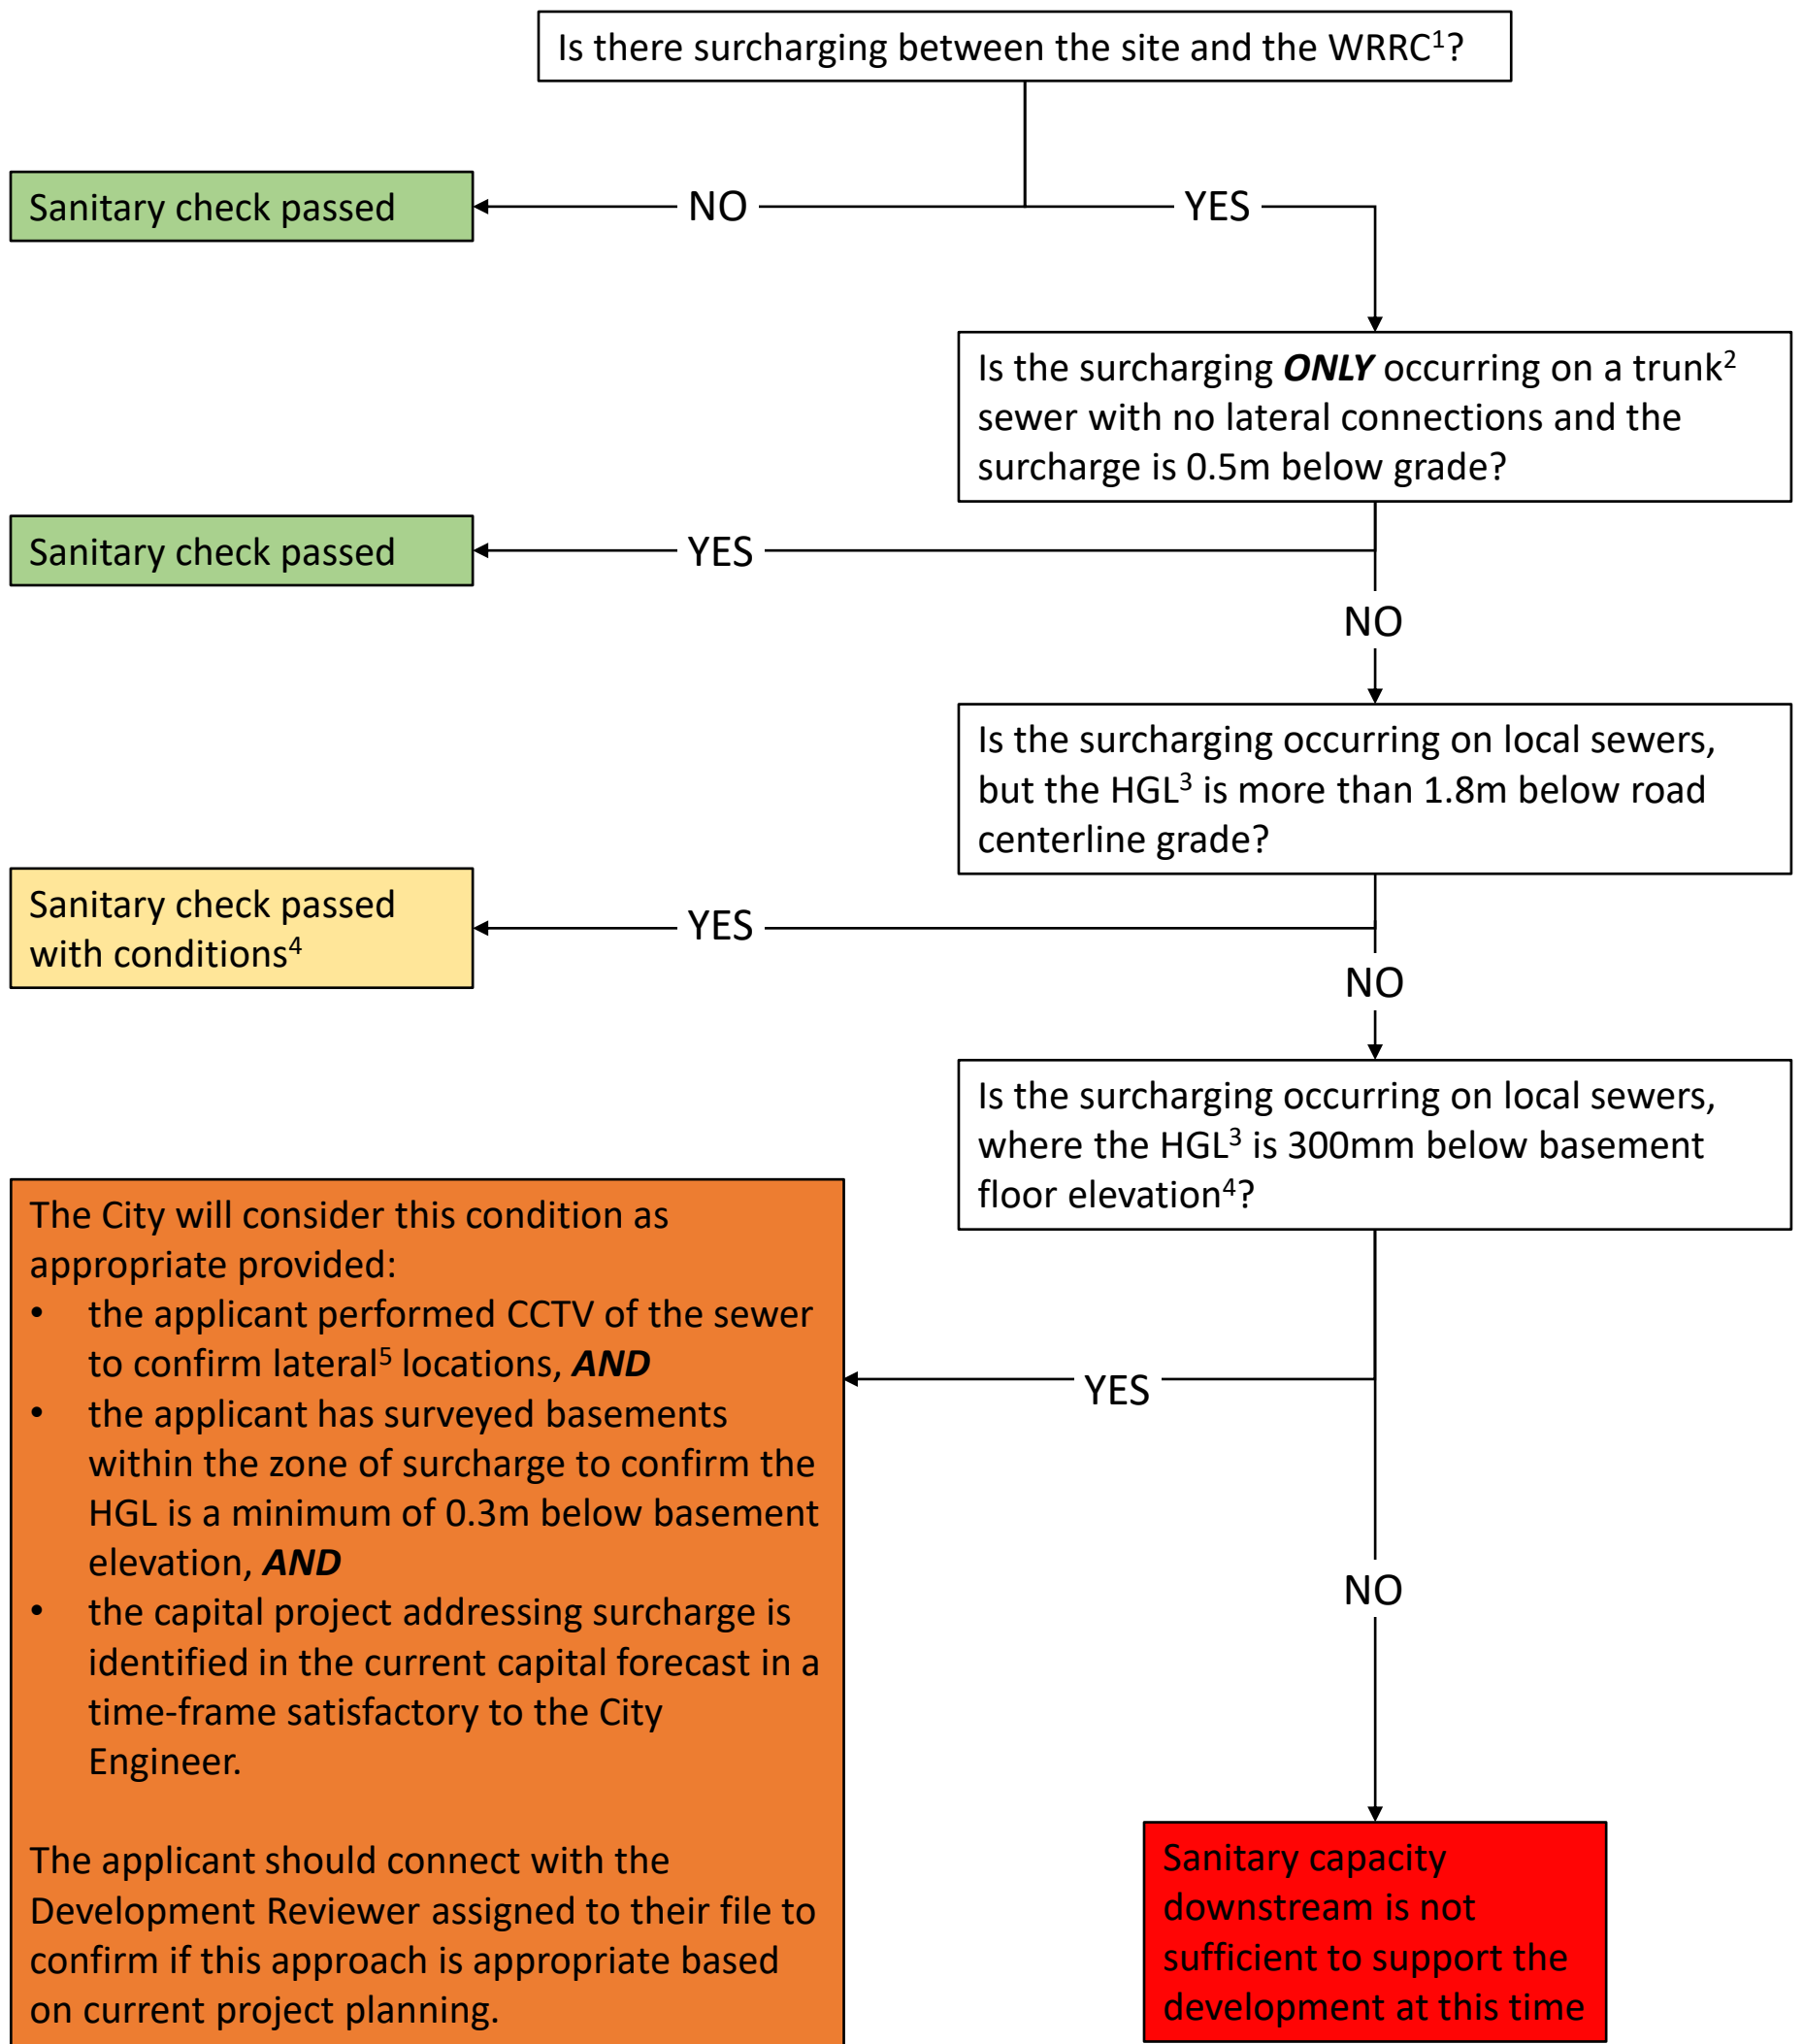 Is there surcharging between the site and the WRRC¹?
NO
YES
Sanitary check passed
Is the surcharging ONLY occurring on a trunk²
sewer with no lateral connections and the
surcharge is 0.5m below grade?
Sanitary check passed
YES
NO
Is the surcharging occurring on local sewers,
but the HGL³ is more than 1.8m below road
centerline grade?
Sanitary check passed
with conditions⁴
YES
NO
Is the surcharging occurring on local sewers,
where the HGL³ is 300mm below basement
floor elevation⁴?
The City will consider this condition as
appropriate provided:
• the applicant performed CCTV of the sewer
to confirm lateral⁵ locations, AND
• the applicant has surveyed basements
within the zone of surcharge to confirm the
HGL is a minimum of 0.3m below basement
elevation, AND
• the capital project addressing surcharge is
identified in the current capital forecast in a
time-frame satisfactory to the City
Engineer.
The applicant should connect with the
Development Reviewer assigned to their file to
confirm if this approach is appropriate based
on current project planning.
YES
NO
Sanitary capacity
downstream is not
sufficient to support the
development at this time